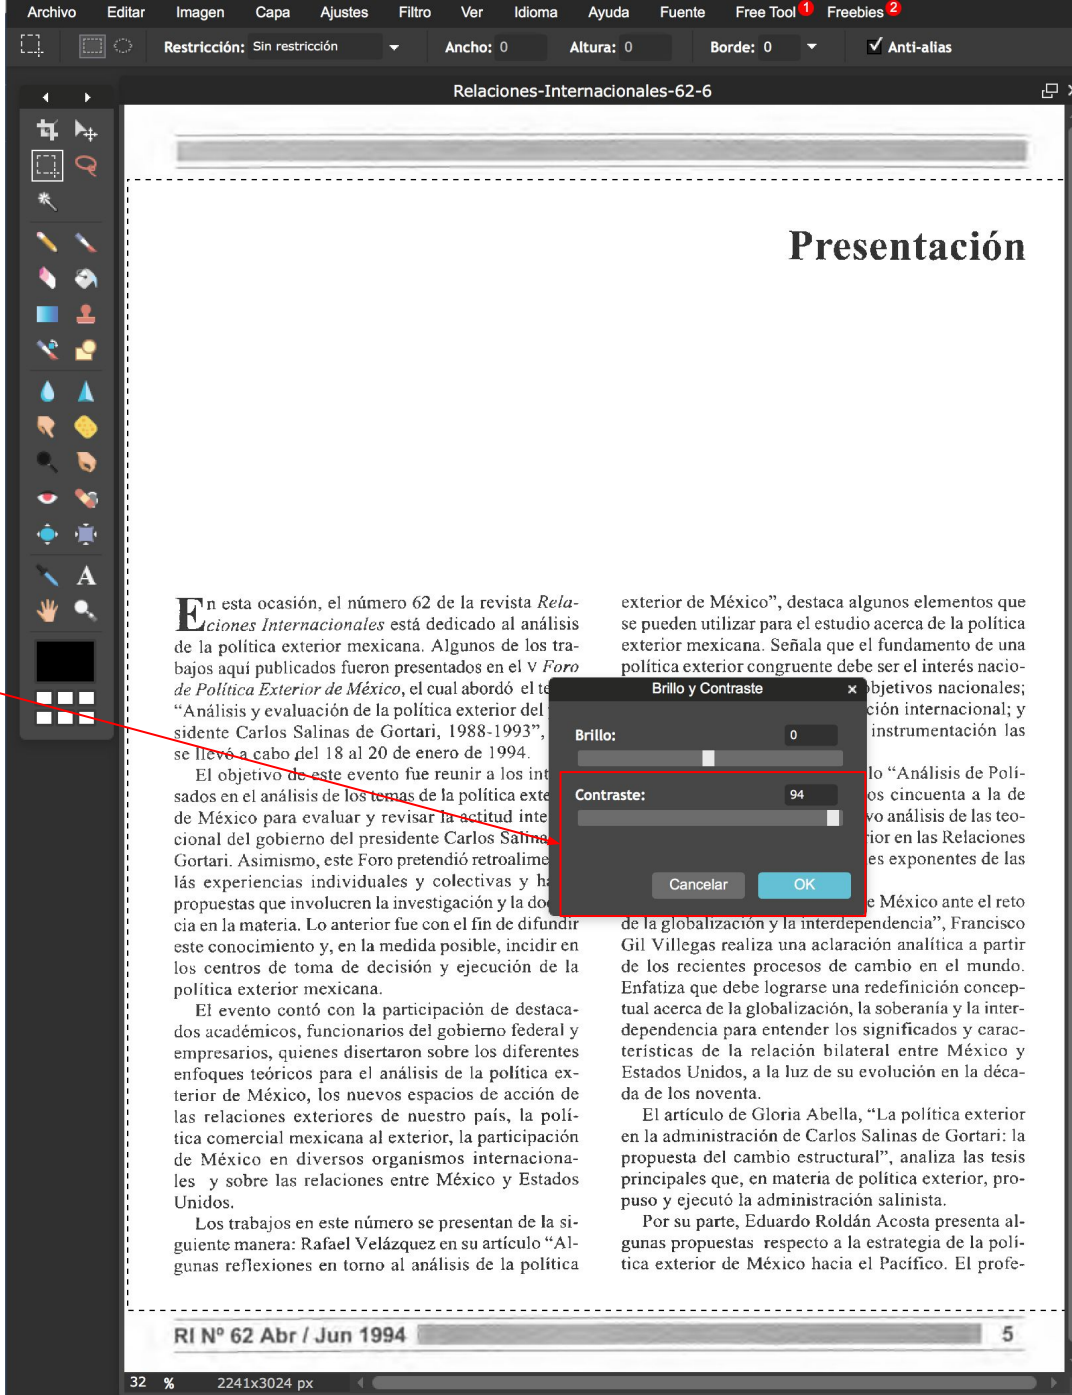 Archivo Editar Imagen Capa Ajustes Filtro Ver Idioma Ayuda Fuente Free Tool 1 Freebies 2
Restricción: Sin restricción Ancho: 0 Altura: 0 Borde: 0 Anti-alias
Relaciones-Internacionales-62-6
Presentación
En esta ocasión, el número 62 de la revista Rela-
ciones Internacionales está dedicado al análisis
de la política exterior mexicana. Algunos de los tra-
bajos aquí publicados fueron presentados en el V Foro
de Política Exterior de México, el cual abordó el
“Análisis y evaluación de la política exterior del
sidente Carlos Salinas de Gortari, 1988-1993”,
se llevó a cabo del 18 al 20 de enero de 1994.
El objetivo de este evento fue reunir a los
sados en el análisis de los temas de la política
de México para evaluar y revisar la actitud
cional del gobierno del presidente Carlos
Gortari. Asimismo, este Foro pretendió
lás experiencias individuales y colectivas y
propuestas que involucren la investigación y la
cia en la materia. Lo anterior fue con el fin de difundir
este conocimiento y, en la medida posible, incidir en
los centros de toma de decisión y ejecución de la
política exterior mexicana.
El evento contó con la participación de destaca-
dos académicos, funcionarios del gobierno federal y
empresarios, quienes disertaron sobre los diferentes
enfoques teóricos para el análisis de la política ex-
terior de México, los nuevos espacios de acción de
las relaciones exteriores de nuestro país, la polí-
tica comercial mexicana al exterior, la participación
de México en diversos organismos internaciona-
les y sobre las relaciones entre México y Estados
Unidos.
Los trabajos en este número se presentan de la si-
guiente manera: Rafael Velázquez en su artículo “Al-
gunas reflexiones en torno al análisis de la política
exterior de México”, destaca algunos elementos que
se pueden utilizar para el estudio acerca de la política
exterior mexicana. Señala que el fundamento de una
política exterior congruente debe ser el interés nacio-
objetivos nacionales;
ción internacional; y
instrumentación las
lo “Análisis de Polí-
os cincuenta a la de
vo análisis de las teo-
ior en las Relaciones
es exponentes de las
e México ante el reto
de la globalización y la interdependencia”, Francisco
Gil Villegas realiza una aclaración analítica a partir
de los recientes procesos de cambio en el mundo.
Enfatiza que debe lograrse una redefinición concep-
tual acerca de la globalización, la soberanía y la inter-
dependencia para entender los significados y carac-
terísticas de la relación bilateral entre México y
Estados Unidos, a la luz de su evolución en la déca-
da de los noventa.
El artículo de Gloria Abella, “La política exterior
en la administración de Carlos Salinas de Gortari: la
propuesta del cambio estructural”, analiza las tesis
principales que, en materia de política exterior, pro-
puso y ejecutó la administración salinista.
Por su parte, Eduardo Roldán Acosta presenta al-
gunas propuestas respecto a la estrategia de la polí-
tica exterior de México hacia el Pacífico. El profe-
Brillo y Contraste
Brillo: 0
Contraste: 94
Cancelar OK
RI Nº 62 Abr / Jun 1994 5
32 % 2241x3024 px